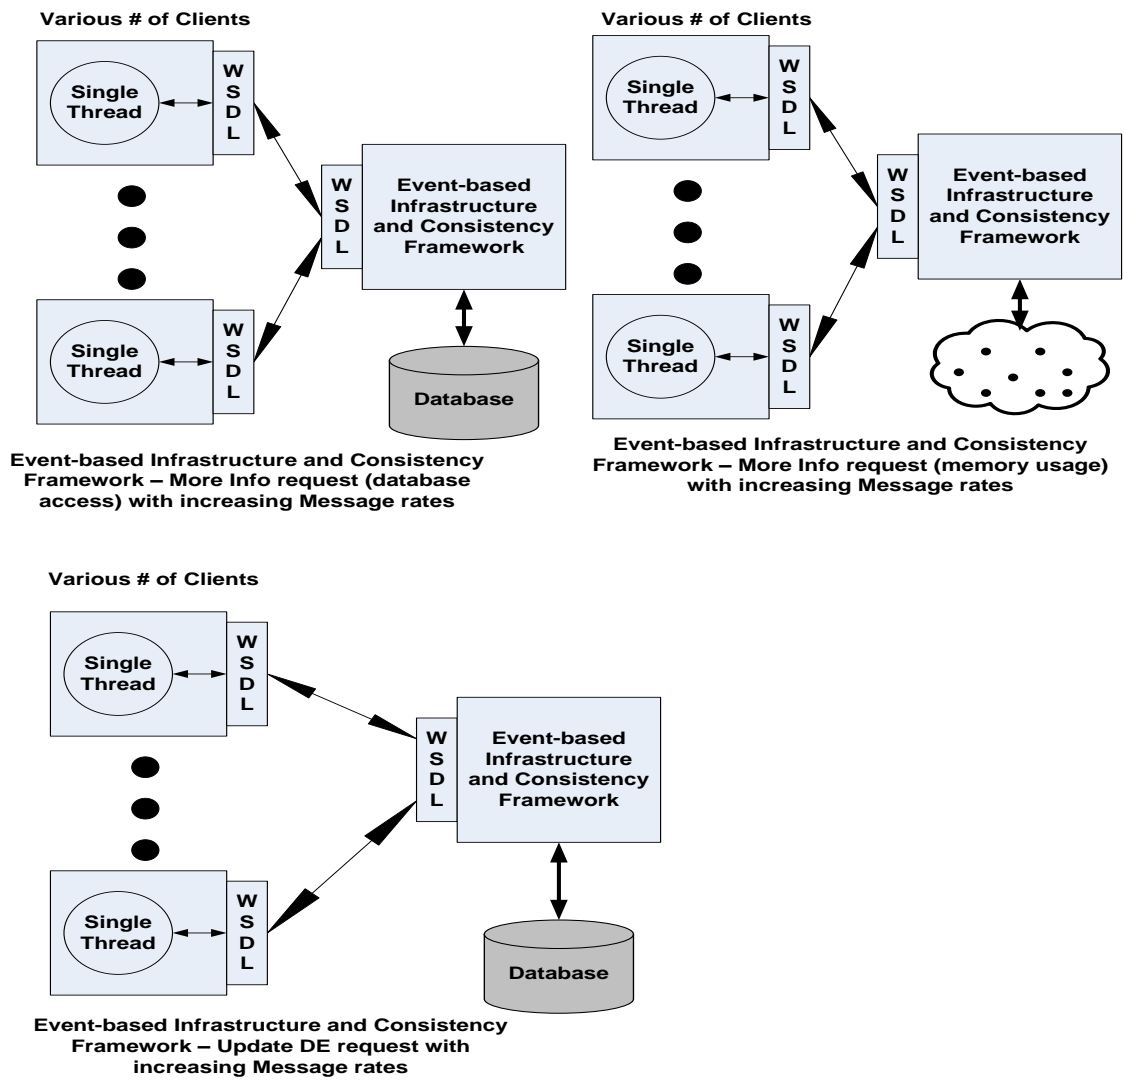 Various # of Clients
Single
Thread
W
S
D
L
W
S
D
L
Event-based
Infrastructure
and Consistency
Framework
Single
Thread
W
S
D
L
Database
Event-based Infrastructure and Consistency
Framework – More Info request (database
access) with increasing Message rates
Various # of Clients
Single
Thread
W
S
D
L
W
S
D
L
Event-based
Infrastructure
and Consistency
Framework
Single
Thread
W
S
D
L
Event-based Infrastructure and Consistency
Framework – More Info request (memory usage)
with increasing Message rates
Various # of Clients
Single
Thread
W
S
D
L
W
S
D
L
Event-based
Infrastructure
and Consistency
Framework
Single
Thread
W
S
D
L
Database
Event-based Infrastructure and Consistency
Framework – Update DE request with
increasing Message rates